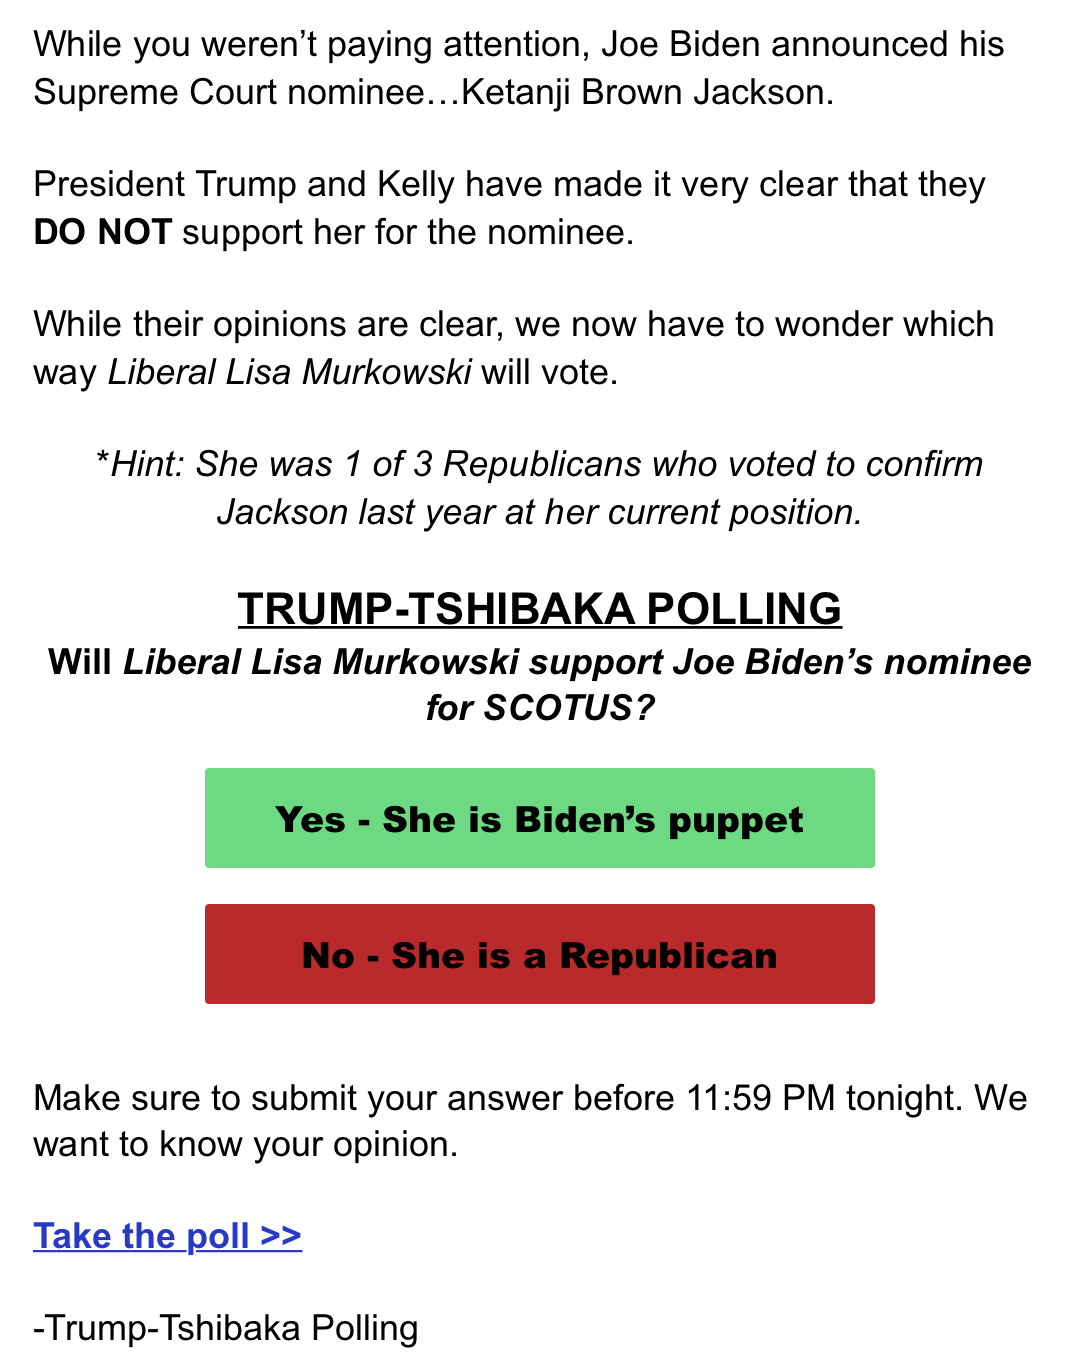 While you weren’t paying attention, Joe Biden announced his
Supreme Court nominee…Ketanji Brown Jackson.
President Trump and Kelly have made it very clear that they
DO NOT support her for the nominee.
While their opinions are clear, we now have to wonder which
way Liberal Lisa Murkowski will vote.
*Hint: She was 1 of 3 Republicans who voted to confirm
Jackson last year at her current position.
TRUMP-TSHIBAKA POLLING
Will Liberal Lisa Murkowski support Joe Biden’s nominee
for SCOTUS?
Yes - She is Biden’s puppet
No - She is a Republican
Make sure to submit your answer before 11:59 PM tonight. We
want to know your opinion.
Take the poll >>
-Trump-Tshibaka Polling